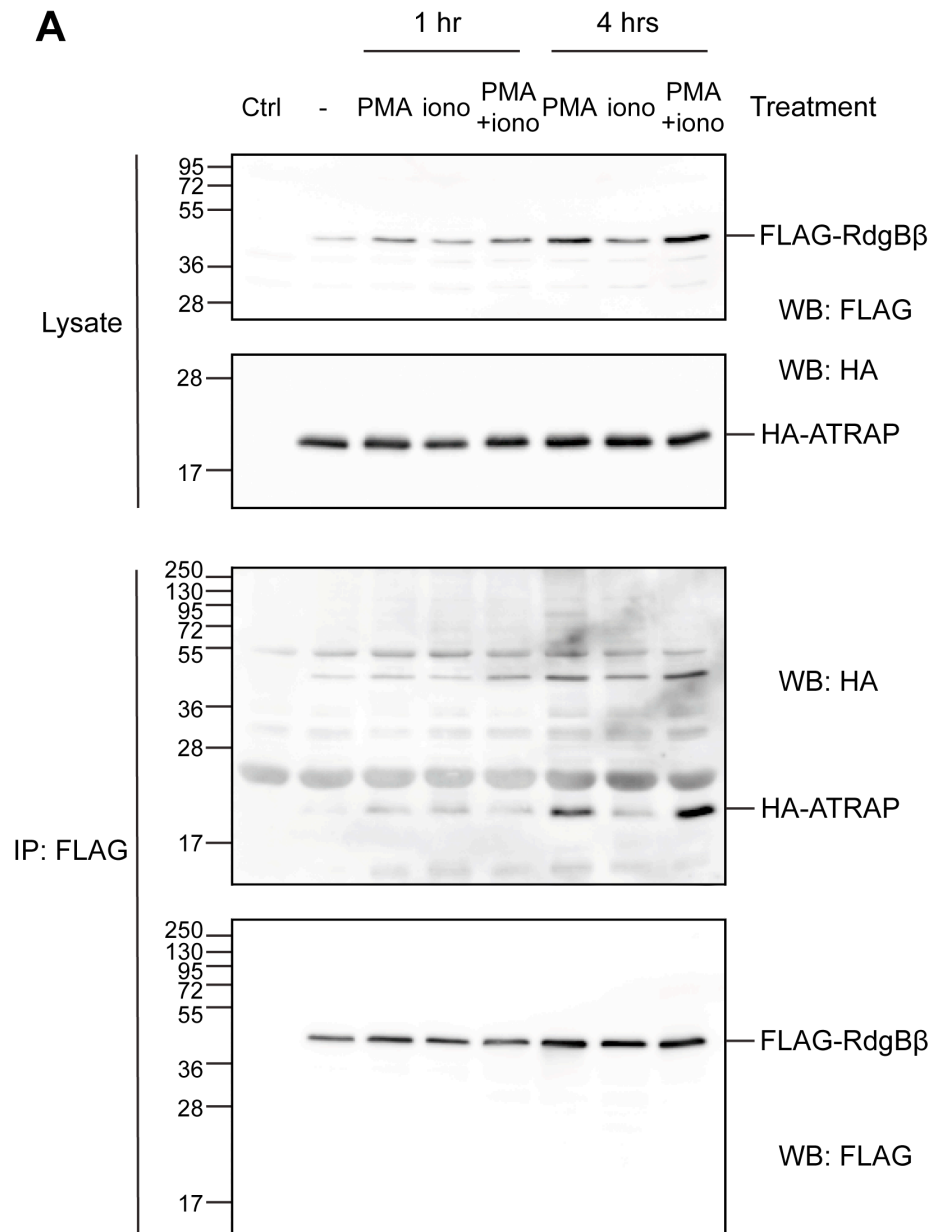 A
1 hr 4 hrs
Ctrl - PMA iono PMA +iono PMA iono PMA +iono Treatment
Lysate
95
72
55
36
28
FLAG-RdgBβ
WB: FLAG
28
17
WB: HA
HA-ATRAP
IP: FLAG
250
130
95
72
55
36
28
17
WB: HA
HA-ATRAP
250
130
95
72
55
36
28
17
FLAG-RdgBβ
WB: FLAG